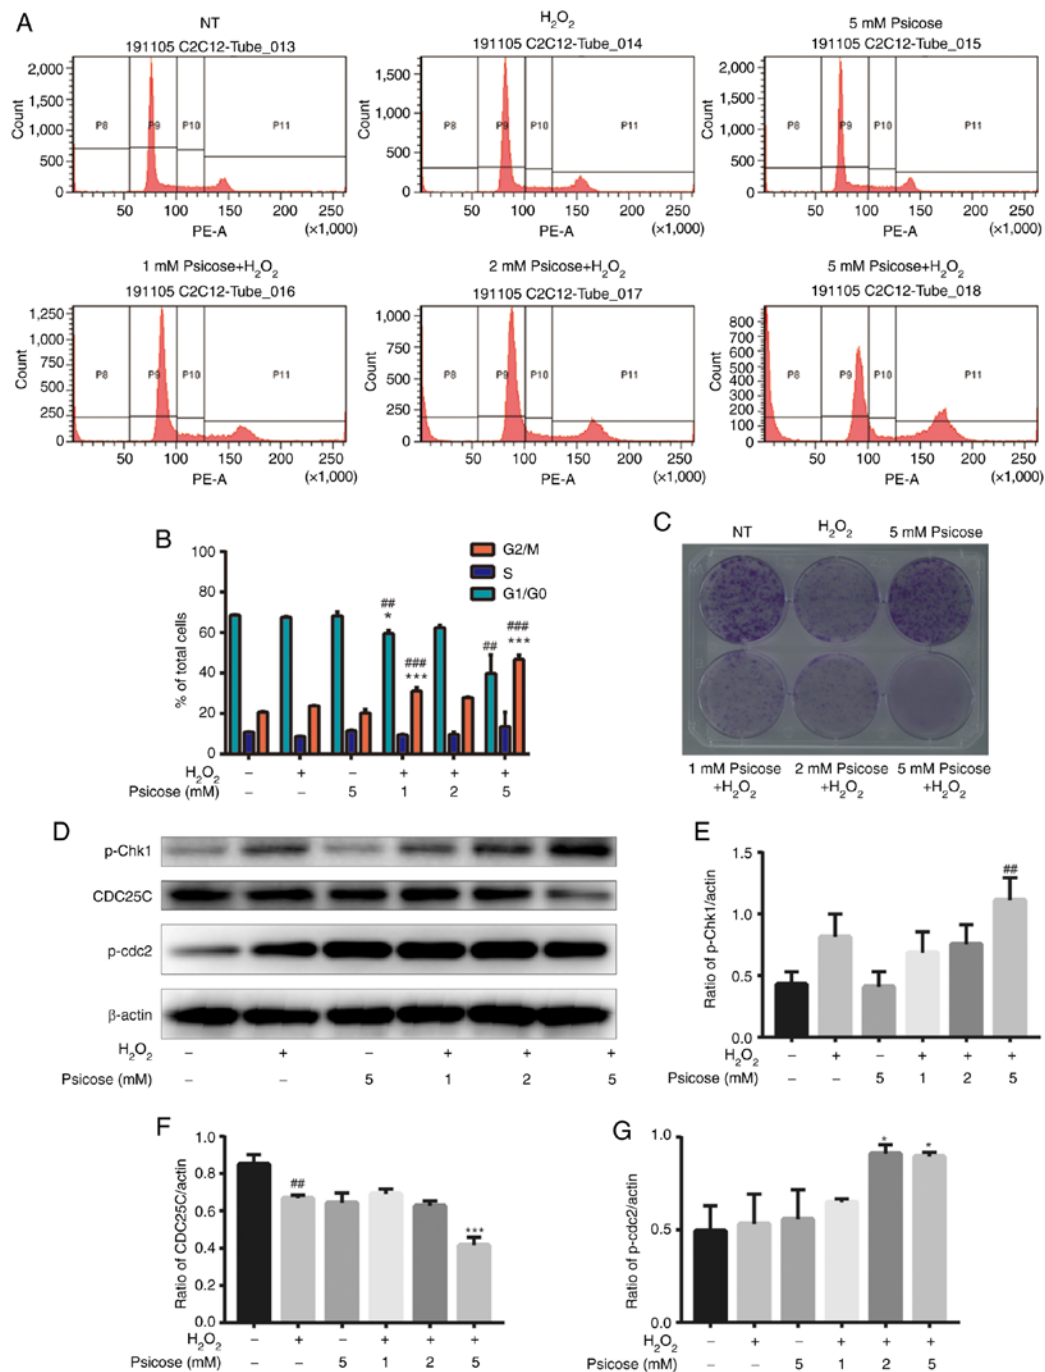 A
NT
191105 C2C12-Tube_013
Count
2,000
1,500
1,000
500
0
P8
P9
P10
P11
50 100 150 200 250
PE-A (×1,000)
H₂O₂
191105 C2C12-Tube_014
Count
1,500
1,000
500
0
P8
P9
P10
P11
50 100 150 200 250
PE-A (×1,000)
5 mM Psicose
191105 C2C12-Tube_015
Count
2,000
1,500
1,000
500
0
P8
P9
P10
P11
50 100 150 200 250
PE-A (×1,000)
1 mM Psicose+H₂O₂
191105 C2C12-Tube_016
Count
1,250
1,000
750
500
250
0
P8
P9
P10
P11
50 100 150 200 250
PE-A (×1,000)
2 mM Psicose+H₂O₂
191105 C2C12-Tube_017
Count
1,000
750
500
250
0
P8
P9
P10
P11
50 100 150 200 250
PE-A (×1,000)
5 mM Psicose+H₂O₂
191105 C2C12-Tube_018
Count
800
700
600
500
400
300
200
100
0
P8
P9
P10
P11
50 100 150 200 250
PE-A (×1,000)
B
% of total cells
100
80
60
40
20
0
G2/M
S
G1/G0
##
*
###
***
##
###
***
H₂O₂ – + – + + +
Psicose (mM) – – 5 1 2 5
C
NT H₂O₂ 5 mM Psicose
1 mM Psicose 2 mM Psicose 5 mM Psicose
+H₂O₂ +H₂O₂ +H₂O₂
D
p-Chk1
CDC25C
p-cdc2
β-actin
H₂O₂ – + – + + +
Psicose (mM) – – 5 1 2 5
E
Ratio of p-Chk1/actin
1.5
1.0
0.5
0.0
##
H₂O₂ – + – + + +
Psicose (mM) – – 5 1 2 5
F
Ratio of CDC25C/actin
1.0
0.8
0.6
0.4
0.2
0.0
##
***
H₂O₂ – + – + + +
Psicose (mM) – – 5 1 2 5
G
Ratio of p-cdc2/actin
1.0
0.5
0.0
*
*
H₂O₂ – + – + + +
Psicose (mM) – – 5 1 2 5